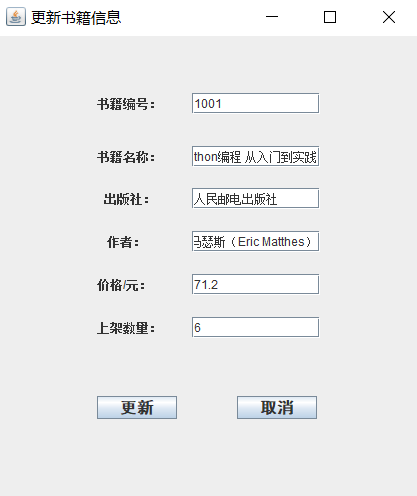 更新书籍信息
书籍编号： 1001
书籍名称： thon编程 从入门到实践
出版社： 人民邮电出版社
作者： 马瑟斯（Eric Matthes）
价格/元： 71.2
上架数量： 6
更新 取消